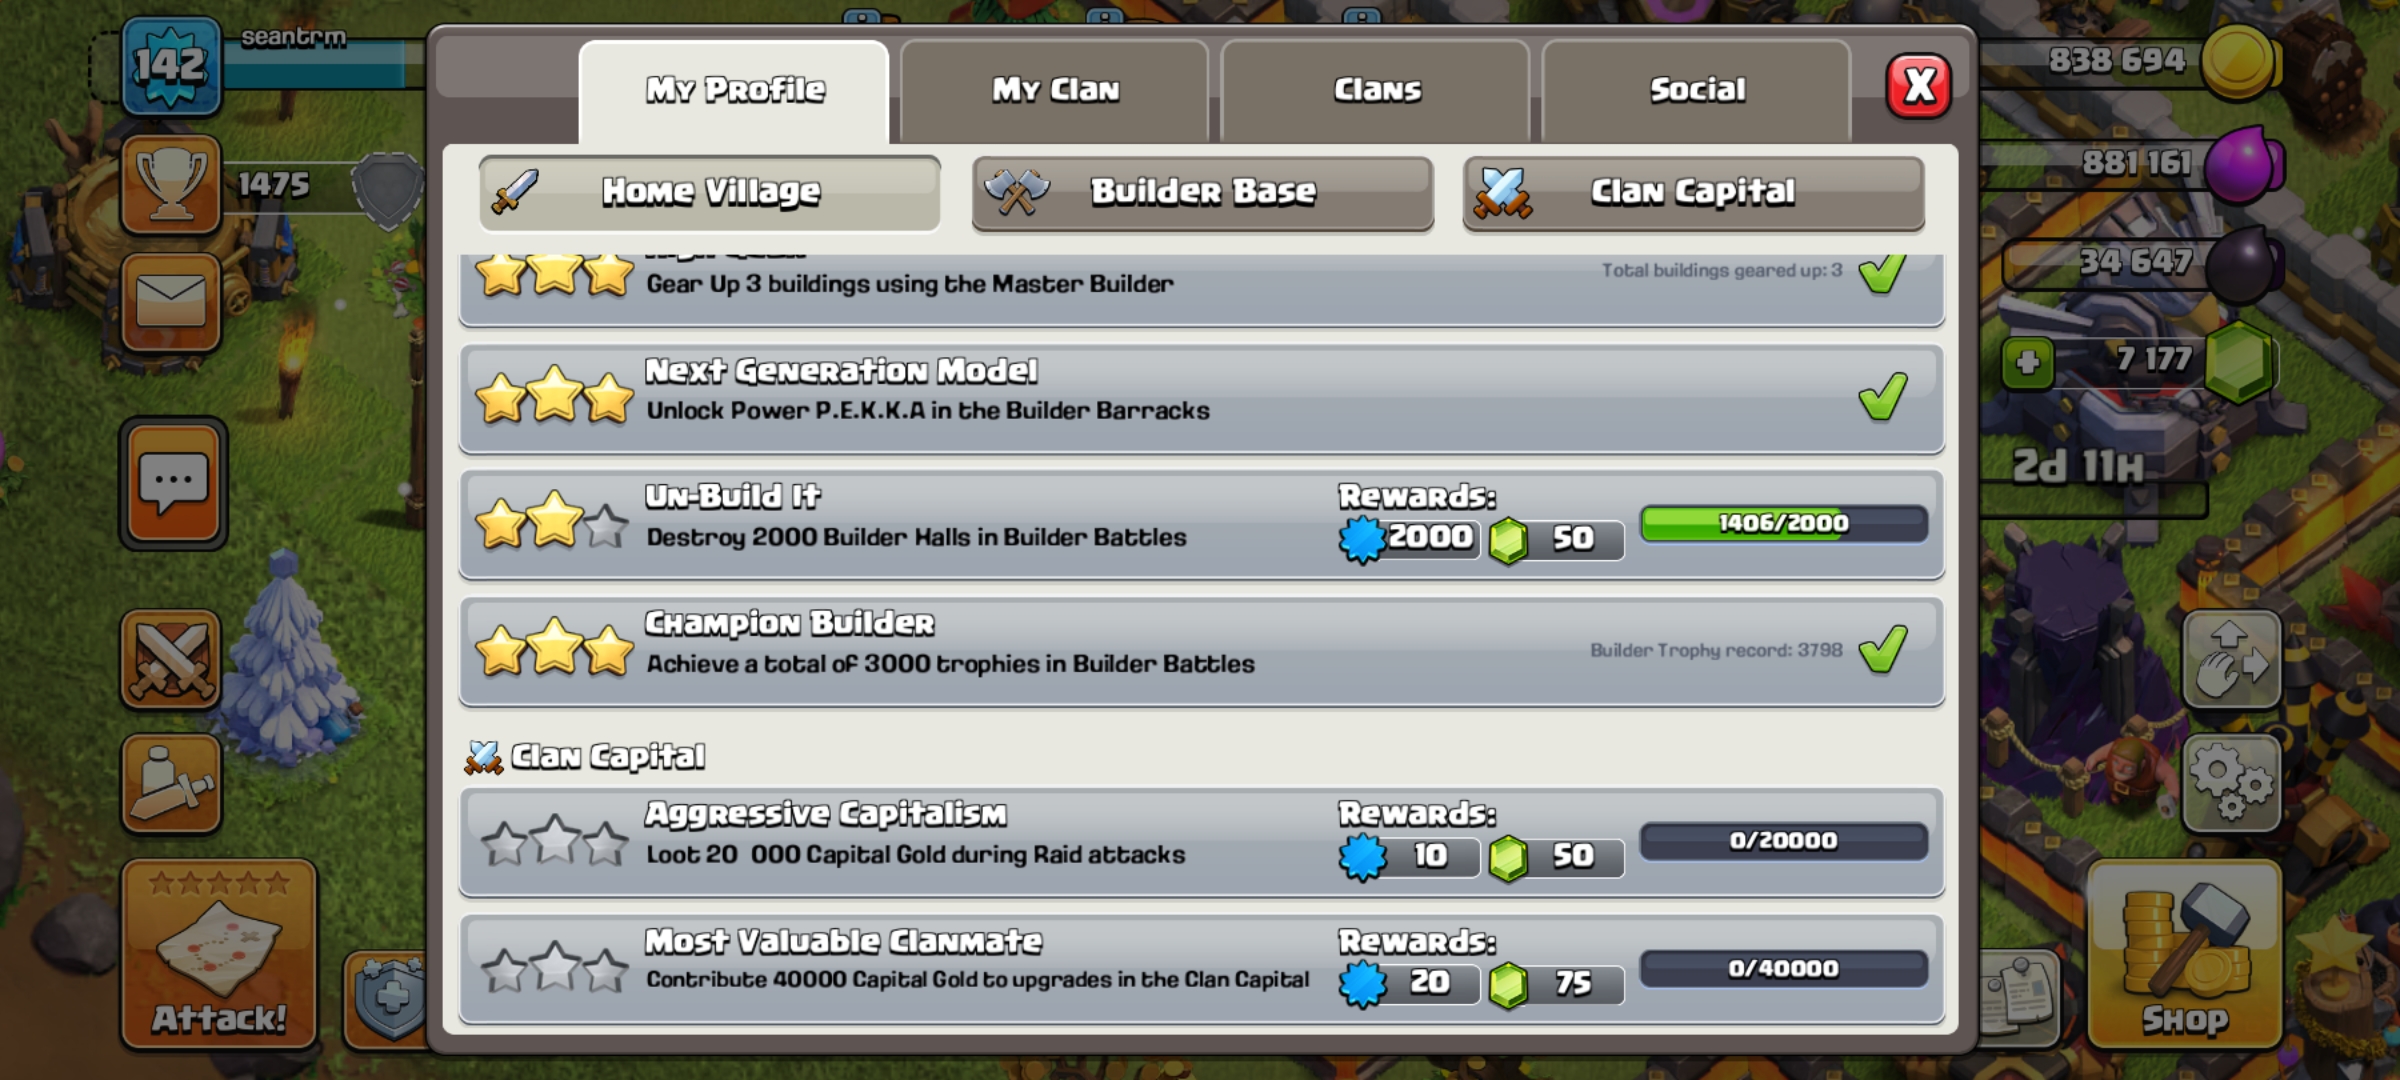 142
seantrm
My Profile
My Clan
Clans
Social
X
838 694
1475
Home Village
Builder Base
Clan Capital
881 161
Gear Up 3 buildings using the Master Builder
Total buildings geared up: 3
34 647
Next Generation Model
Unlock Power P.E.K.K.A in the Builder Barracks
7 177
2d 11H
Un-Build It
Destroy 2000 Builder Halls in Builder Battles
Rewards:
2000
50
1406/2000
Champion Builder
Achieve a total of 3000 trophies in Builder Battles
Builder Trophy record: 3798
Clan Capital
Aggressive Capitalism
Loot 20 000 Capital Gold during Raid attacks
Rewards:
10
50
0/20000
Most Valuable Clanmate
Contribute 40000 Capital Gold to upgrades in the Clan Capital
Rewards:
20
75
0/40000
Attack!
Shop